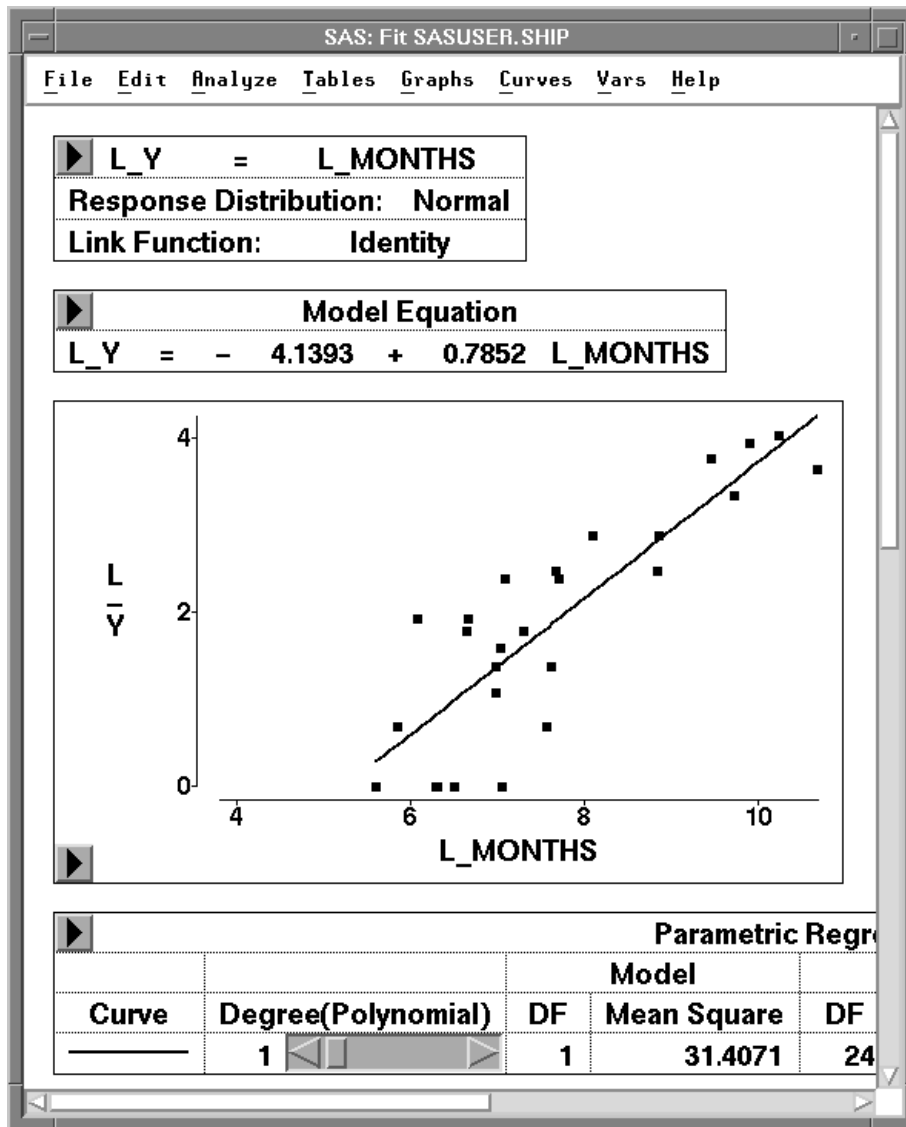 SAS: Fit SASUSER.SHIP
File Edit Analyze Tables Graphs Curves Vars Help
L_Y = L_MONTHS
Response Distribution: Normal
Link Function: Identity
Model Equation
L_Y = - 4.1393 + 0.7852 L_MONTHS
4
L_Y
2
0
4 6 8 10
L_MONTHS
Parametric Regre
Model
Curve Degree(Polynomial) DF Mean Square DF
1 1 31.4071 24